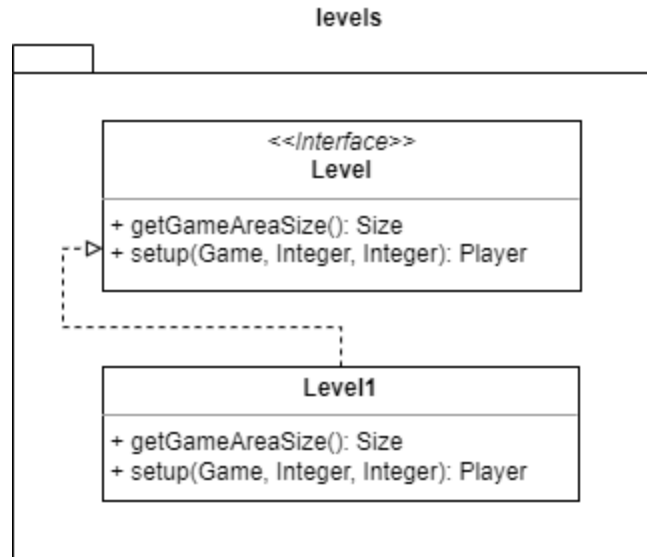 levels
<<Interface>>
Level
+ getGameAreaSize(): Size
+ setup(Game, Integer, Integer): Player
Level1
+ getGameAreaSize(): Size
+ setup(Game, Integer, Integer): Player